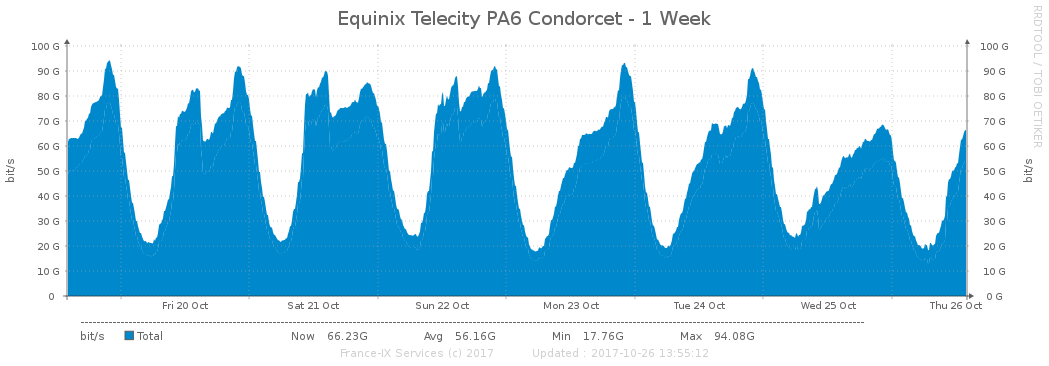 Equinix Telecity PA6 Condorcet - 1 Week
RRDTOOL / TOBI OETIKER
bit/s
100 G
90 G
80 G
70 G
60 G
50 G
40 G
30 G
20 G
10 G
0
100 G
90 G
80 G
70 G
60 G
50 G
40 G
30 G
20 G
10 G
0 G
bit/s
Fri 20 Oct Sat 21 Oct Sun 22 Oct Mon 23 Oct Tue 24 Oct Wed 25 Oct Thu 26 Oct
bit/s Total Now 66.23G Avg 56.16G Min 17.76G Max 94.08G
France-IX Services (c) 2017 Updated : 2017-10-26 13:55:12